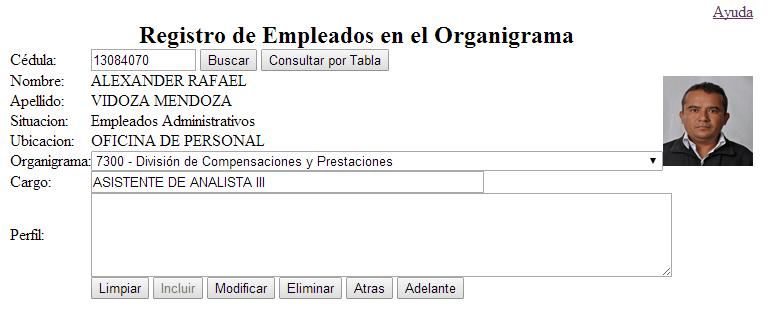 Ayuda
Registro de Empleados en el Organigrama
Cédula: 13084070 Buscar Consultar por Tabla
Nombre: ALEXANDER RAFAEL
Apellido: VIDOZA MENDOZA
Situacion: Empleados Administrativos
Ubicacion: OFICINA DE PERSONAL
Organigrama: 7300 - División de Compensaciones y Prestaciones
Cargo: ASISTENTE DE ANALISTA III
Perfil:
Limpiar Incluir Modificar Eliminar Atras Adelante